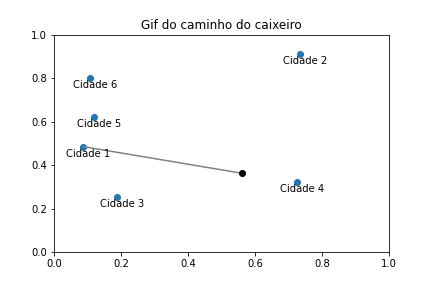 Gif do caminho do caixeiro
1.0
Cidade 2
0.8
Cidade 6
0.6
Cidade 5
Cidade 1
0.4
Cidade 4
Cidade 3
0.2
0.0
0.0 0.2 0.4 0.6 0.8 1.0